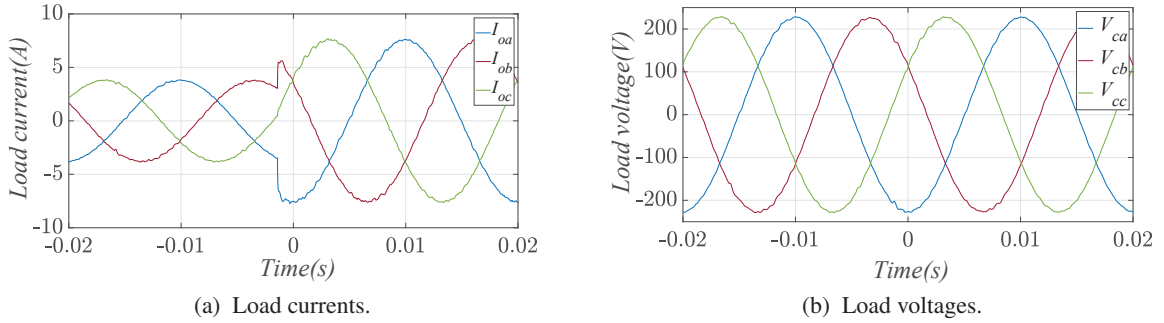 Load current(A)
10
5
0
-5
-10
-0.02
-0.01
0
0.01
0.02
Time(s)
I_oa
I_ob
I_oc
(a) Load currents.
Load voltage(V)
200
100
0
-100
-200
-0.02
-0.01
0
0.01
0.02
Time(s)
V_ca
V_cb
V_cc
(b) Load voltages.